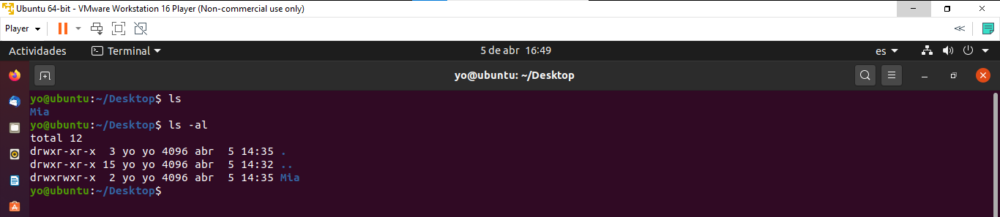 Ubuntu 64-bit - VMware Workstation 16 Player (Non-commercial use only)
Player
Actividades Terminal 5 de abr 16:49 es
yo@ubuntu: ~/Desktop
yo@ubuntu:~/Desktop$ ls
Mia
yo@ubuntu:~/Desktop$ ls -al
total 12
drwxr-xr-x  3 yo yo 4096 abr  5 14:35 .
drwxr-xr-x 15 yo yo 4096 abr  5 14:32 ..
drwxrwxr-x  2 yo yo 4096 abr  5 14:35 Mia
yo@ubuntu:~/Desktop$